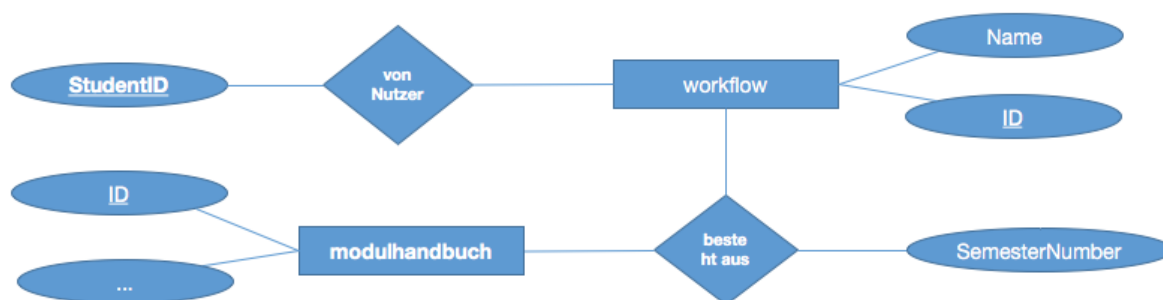 Name
von
Nutzer
StudentID
workflow
ID
ID
beste
ht aus
modulhandbuch
SemesterNumber
...